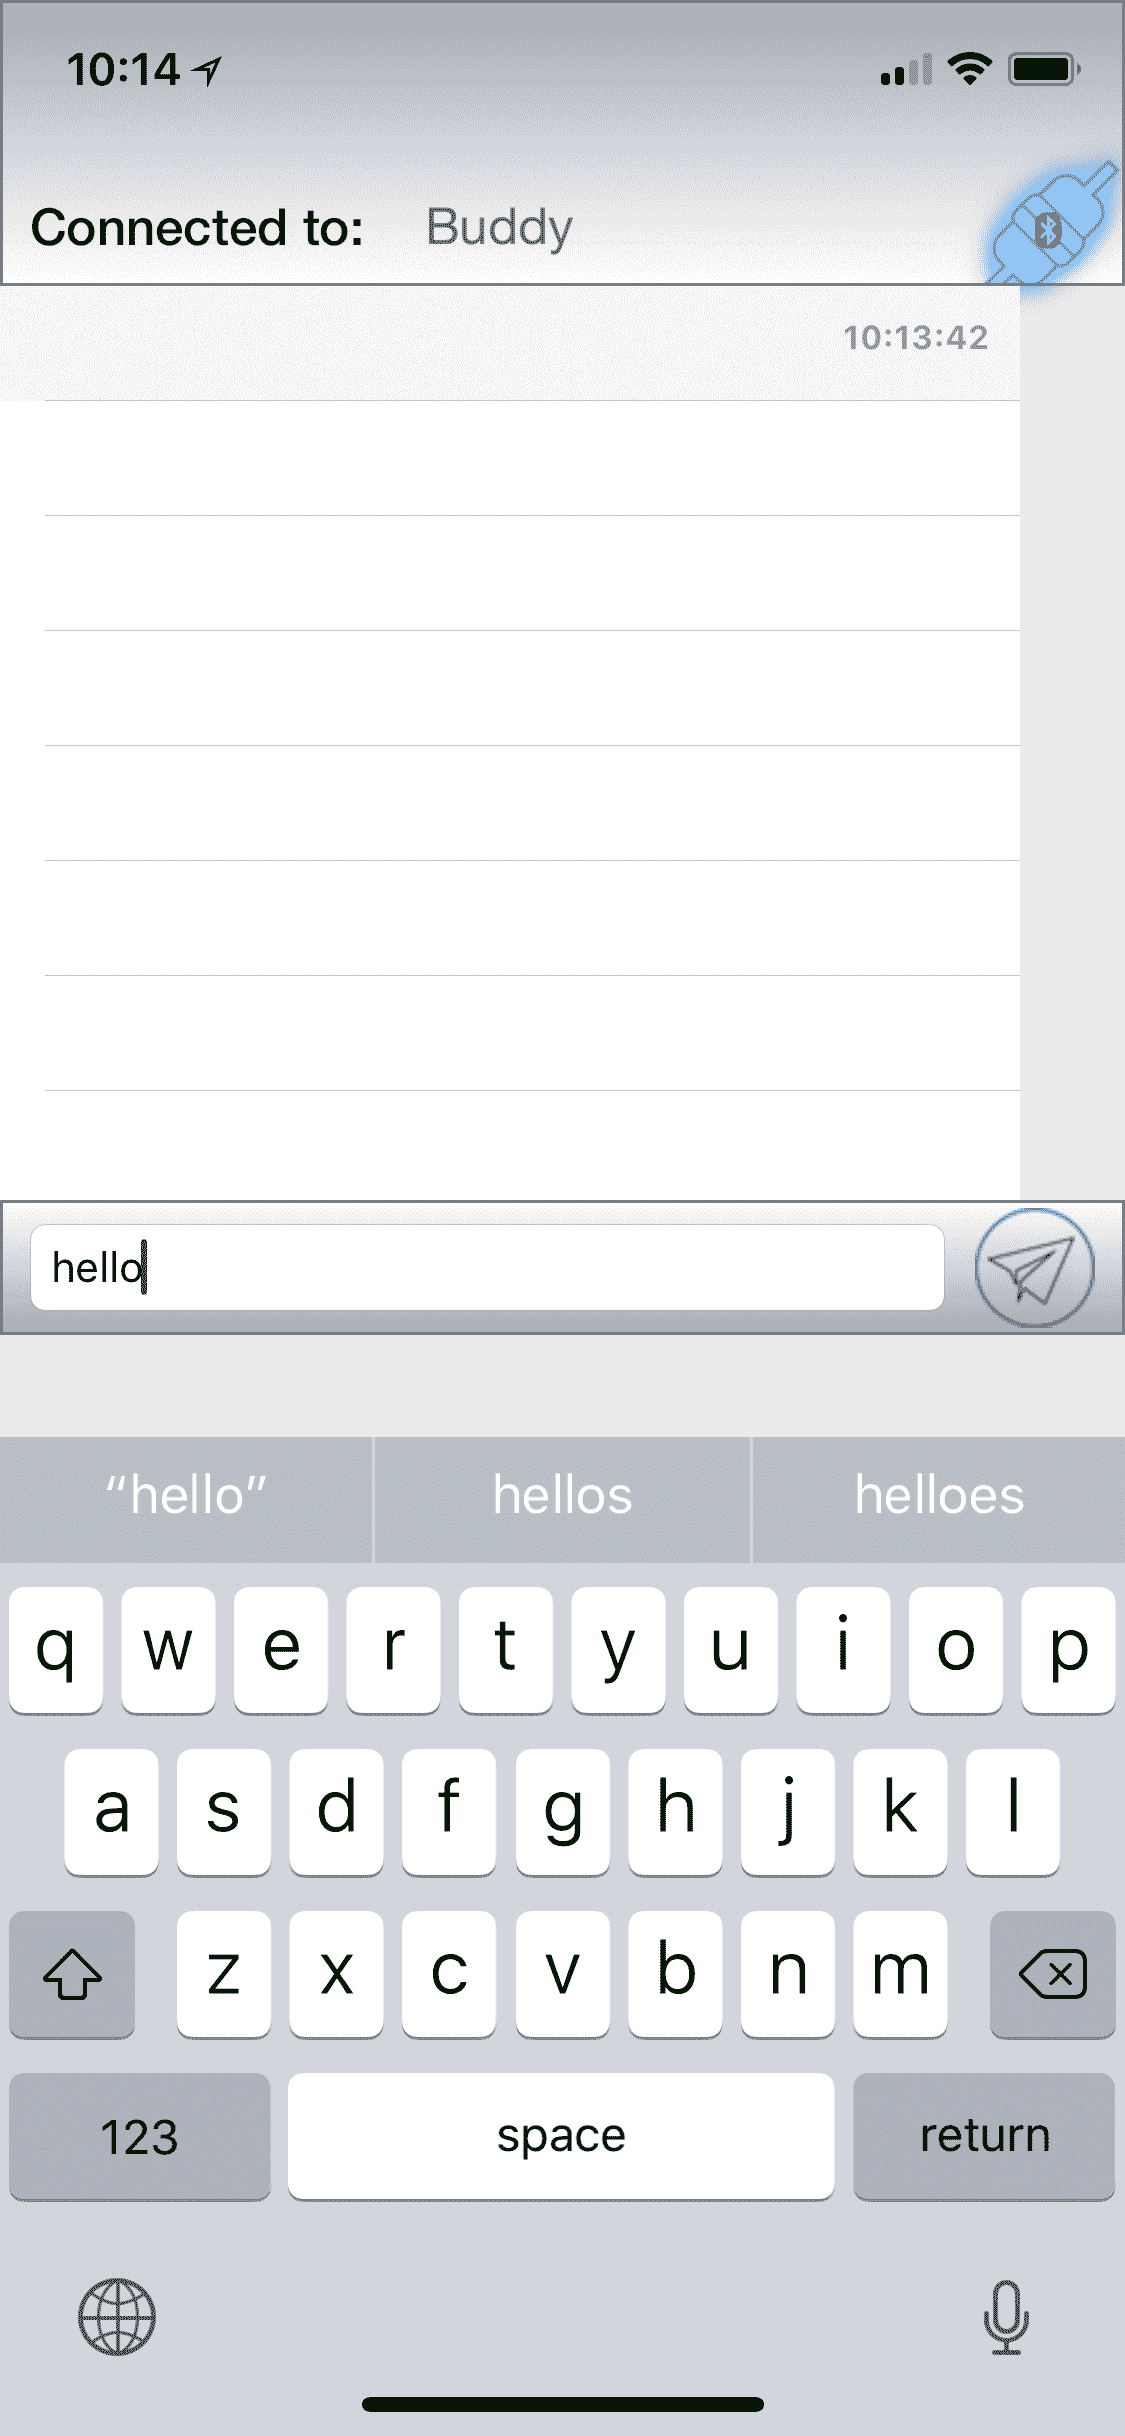 10:14
Connected to: Buddy
10:13:42
hello
“hello” hellos helloes
q w e r t y u i o p
a s d f g h j k l
z x c v b n m
123 space return